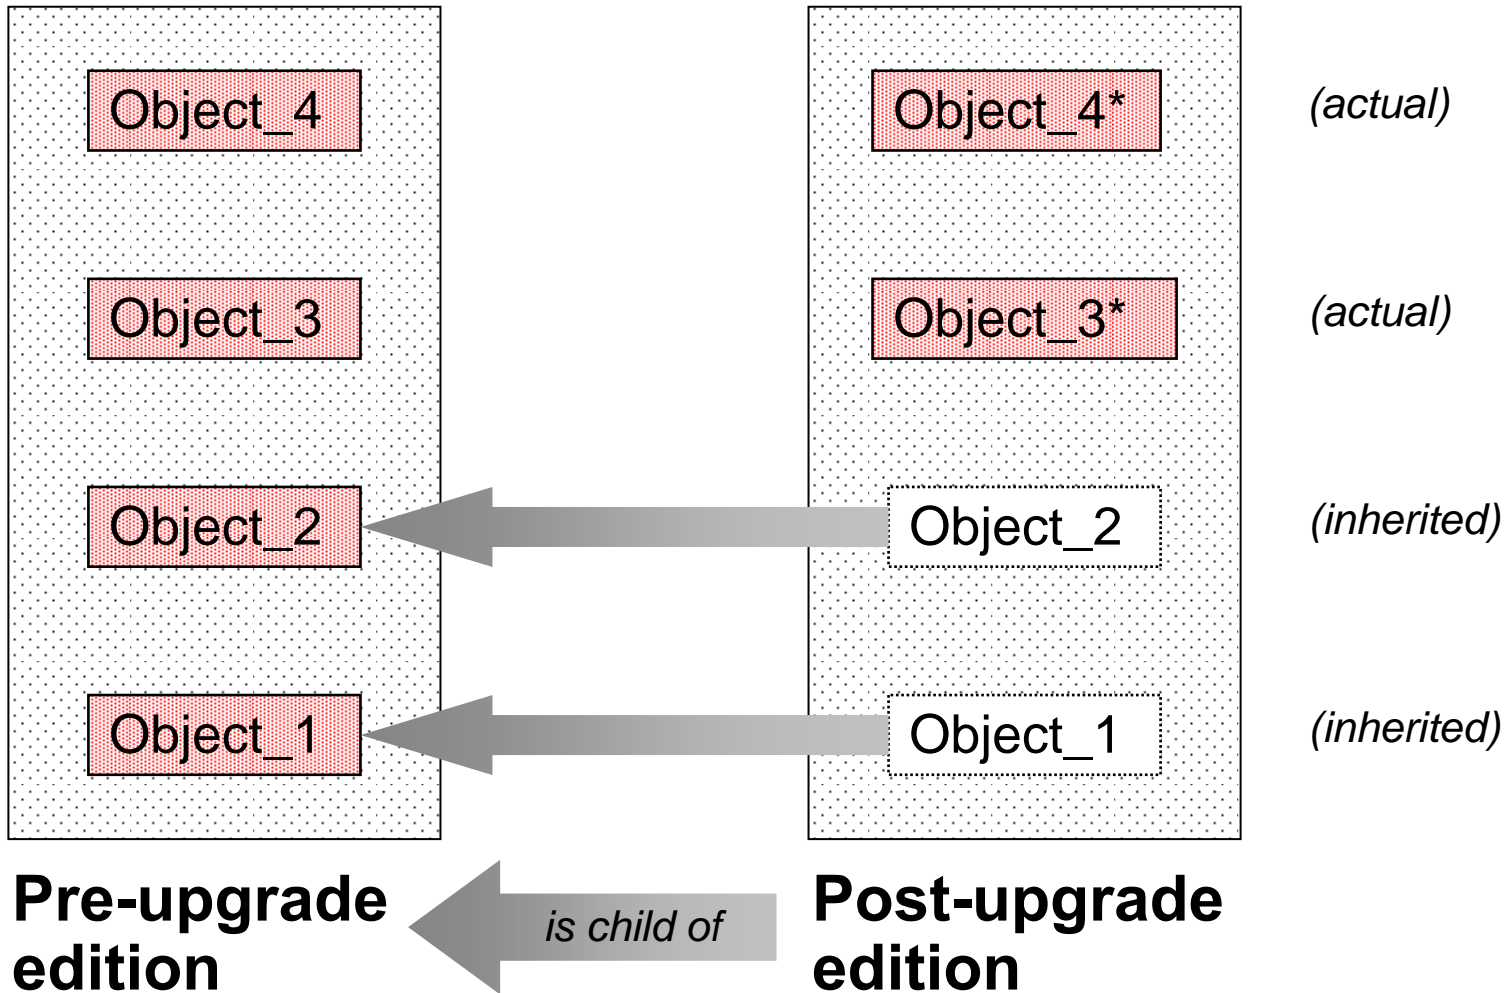 Object_4
Object_4*
(actual)
Object_3
Object_3*
(actual)
Object_2
Object_2
(inherited)
Object_1
Object_1
(inherited)
Pre-upgrade
edition
is child of
Post-upgrade
edition